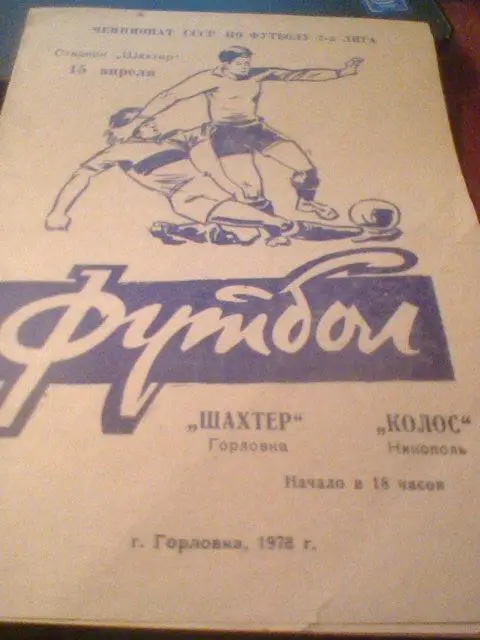 ЧЕМПИОНАТ СССР ПО ФУТБОЛУ 2-я ЛИГА
Стадион „Шахтер"
15 апреля
Футбол
„ШАХТЕР" „КОЛОС"
Горловка Никополь
Начало в 18 часов
г. Горловка, 1978 г.